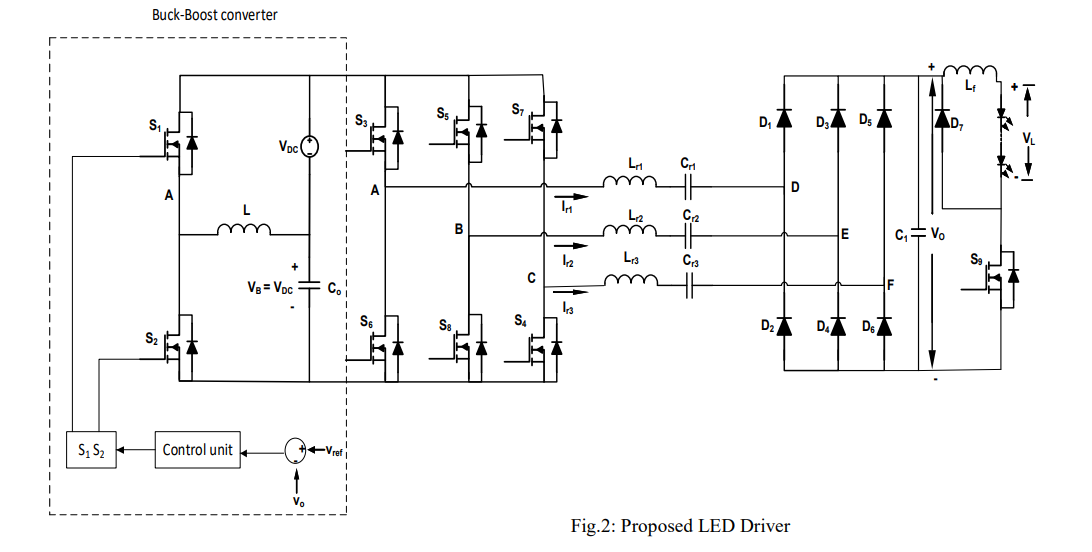 Buck-Boost converter
S1
VDC
A
L
VB = VDC
+
-
Co
S2
S1 S2
Control unit
+
-
Vref
Vo
S3
S5
S7
A
B
C
S6
S8
S4
Lr1
Cr1
Ir1
Lr2
Cr2
Ir2
Lr3
Cr3
Ir3
D1
D3
D5
D
E
F
D2
D4
D6
C1
+
Vo
-
D7
Lf
+
VL
-
S9
Fig.2: Proposed LED Driver